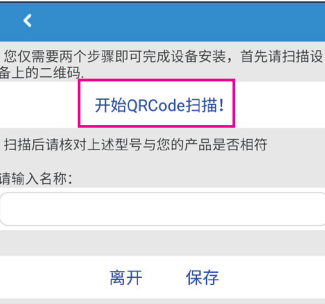 您仅需要两个步骤即可完成设备安装，首先请扫描设
备上的二维码.
开始QRCode扫描!
扫描后请核对上述型号与您的产品是否相符
请输入名称：
离开 保存